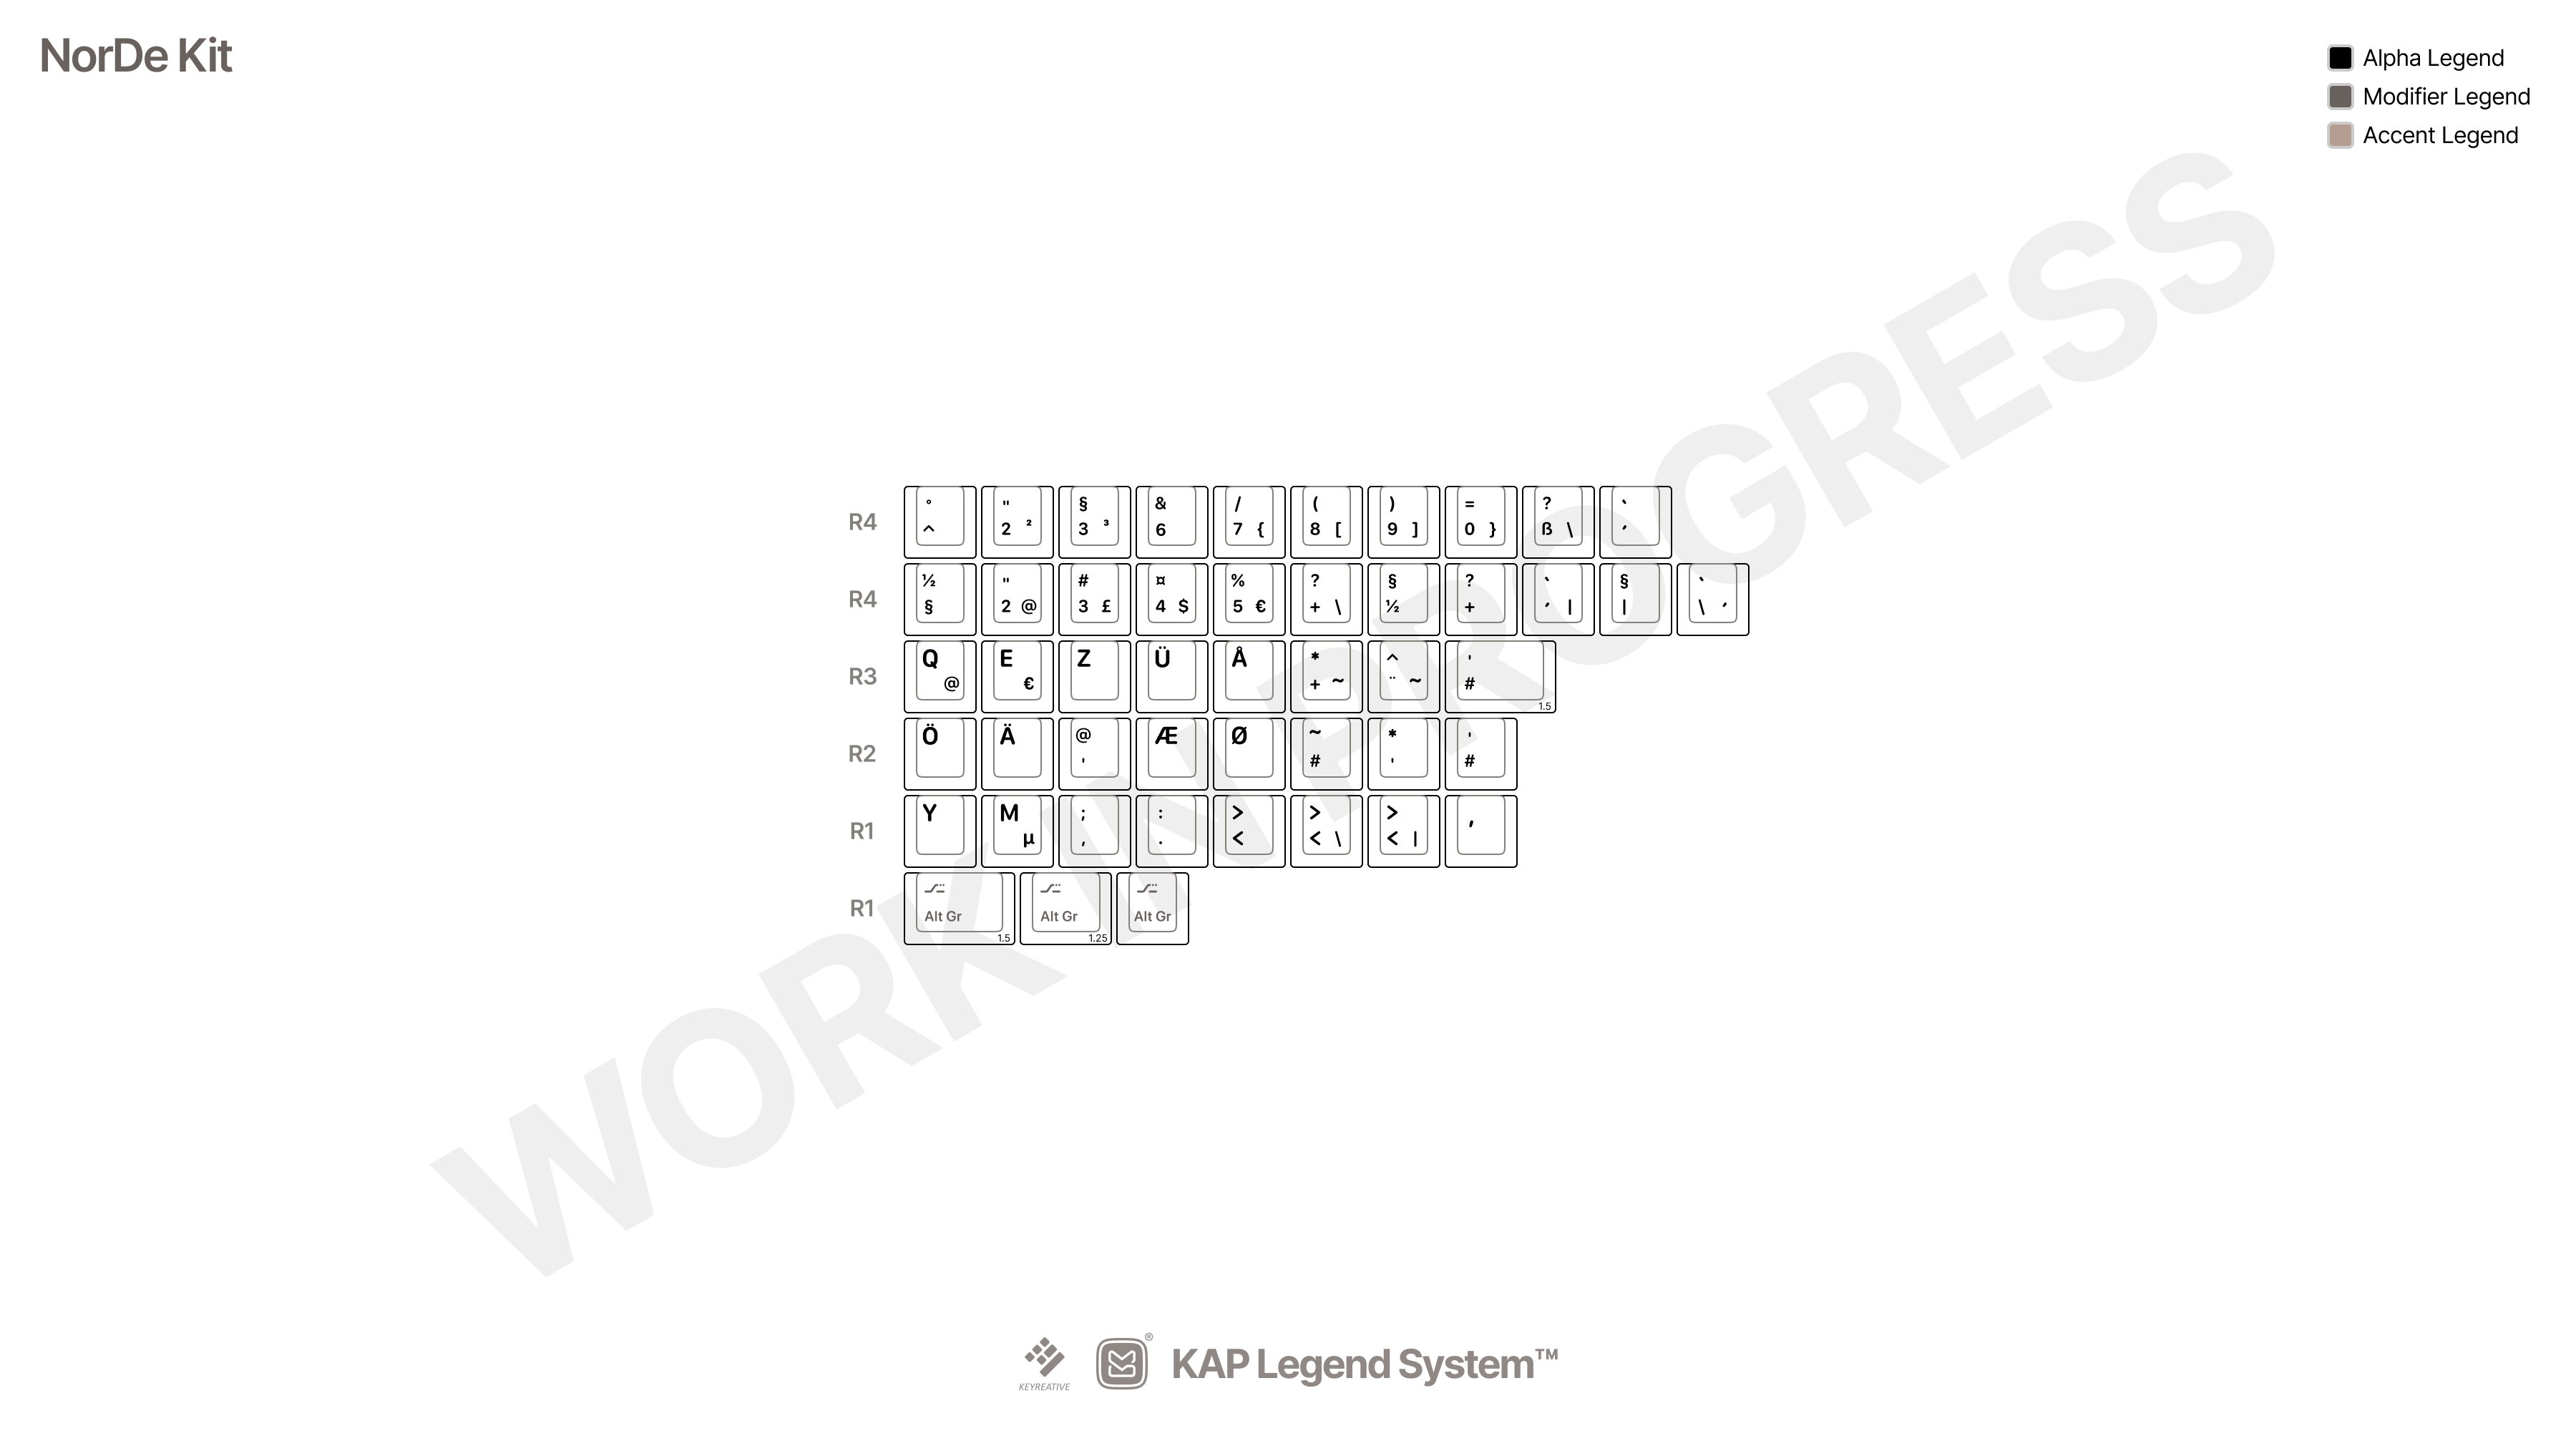 NorDe Kit
Alpha Legend
Modifier Legend
Accent Legend
WORK IN PROGRESS
R4
° " § & / ( ) = ? `
^ 2 ² 3 ³ 6 7 { 8 [ 9 ] 0 } ß \ ´
R4
½ " # ¤ % ? § ? ` § `
§ 2 @ 3 £ 4 $ 5 € + \ ½ + ´ | | \ ´
R3
Q E Z Ü Å * ^ '
@ € + ~ ¨ ~ #
1.5
R2
Ö Ä @ Æ Ø ~ * '
' # ' #
R1
Y M ; : > > > ,
µ , . < < \ < |
R1
Alt Gr Alt Gr Alt Gr
1.5 1.25
KEYREATIVE
® KAP Legend System™